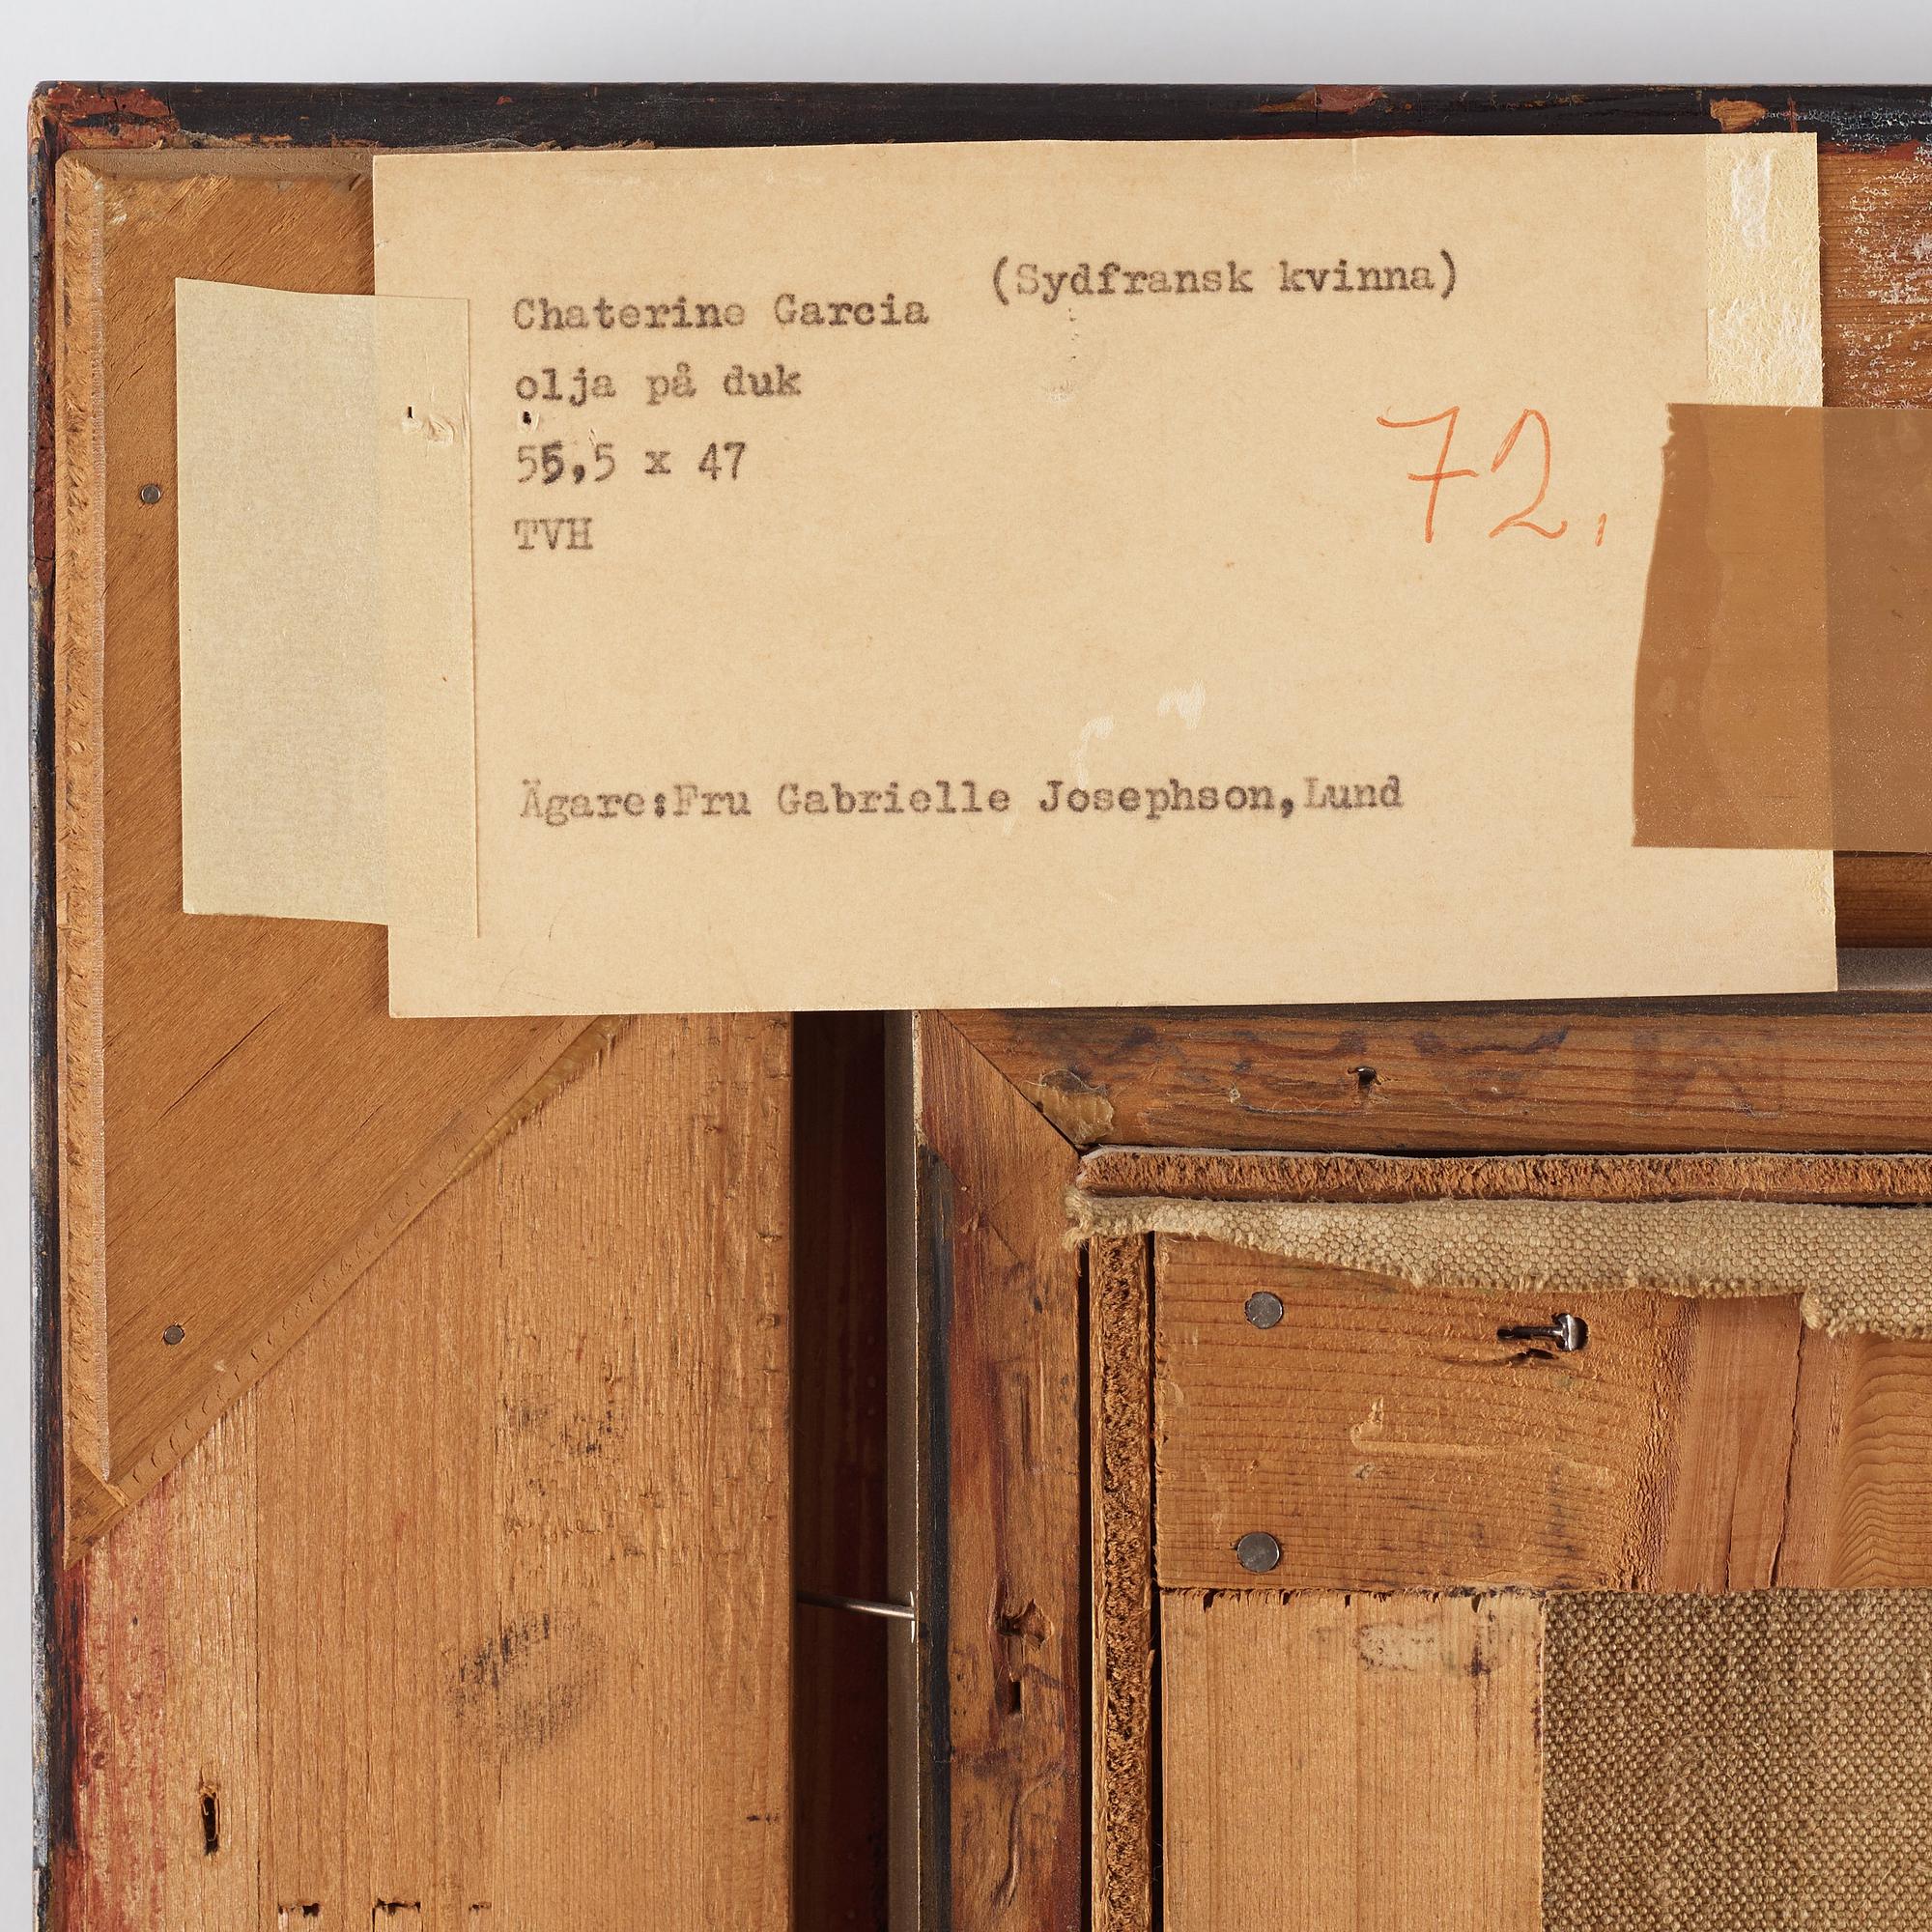 (Sydfransk kvinna)
Chaterine Garcia
olja på duk
55,5 x 47
TVH
72.
Ägare:Fru Gabrielle Josephson,Lund